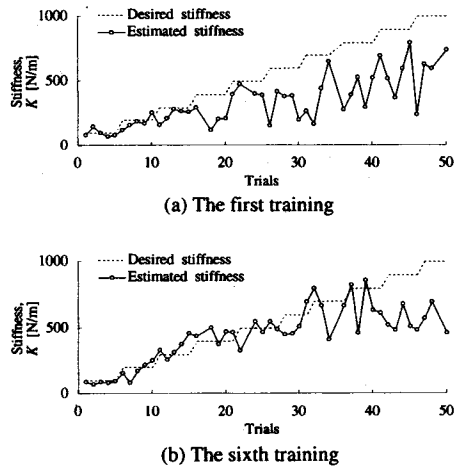 Desired stiffness
Estimated stiffness
1000
500
0
Stiffness,
K [N/m]
0 10 20 30 40 50
Trials
(a) The first training
Desired stiffness
Estimated stiffness
1000
500
0
Stiffness,
K [N/m]
0 10 20 30 40 50
Trials
(b) The sixth training